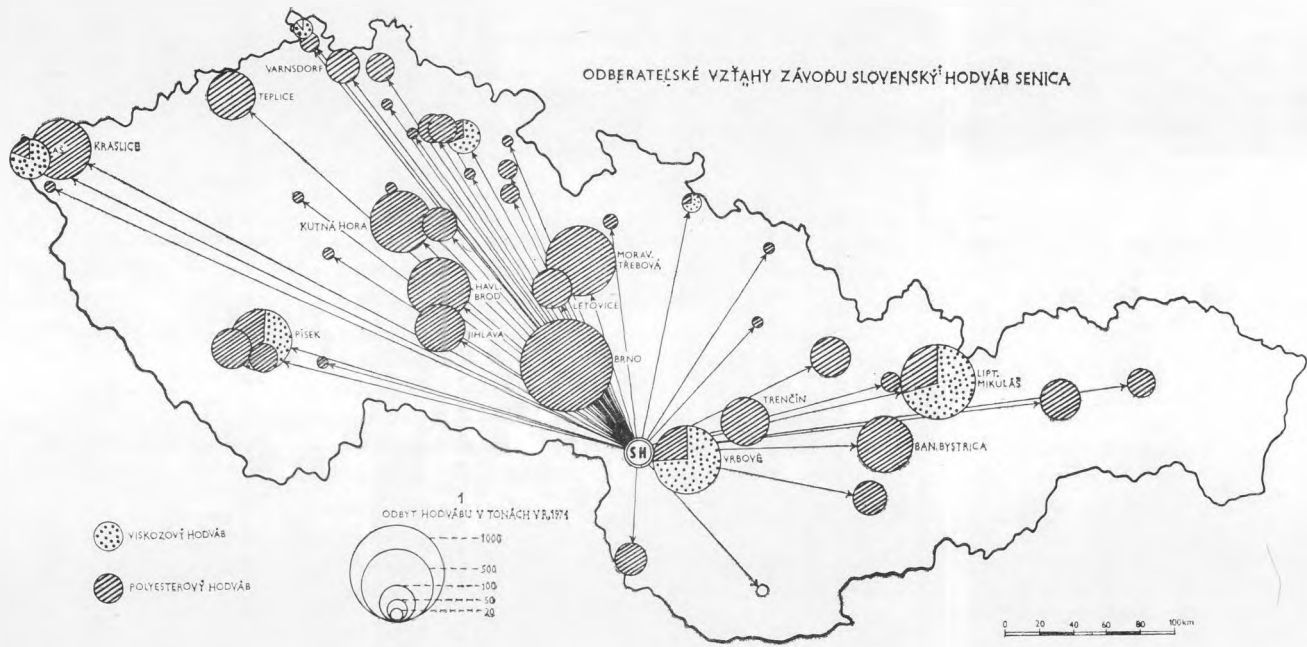 ODBERATEĽSKÉ VZŤAHY ZÁVODU SLOVENSKÝ HODVÁB SENICA
VARNSDORF
TEPLICE
AŠ
KRASLICE
KUTNÁ HORA
MORAV.
TŘEBOVÁ
HAVL.
BROD
LETOVICE
JIHLAVA
PÍSEK
BRNO
LIPT.
MIKULÁŠ
TRENČÍN
BAN. BYSTRICA
SH
VRBOVÉ
1
ODBYT HODVÁBU V TONÁCH V R. 1971
1000
500
100
50
20
VISKOZOVÝ HODVÁB
POLYESTEROVÝ HODVÁB
0 20 40 60 80 100 km